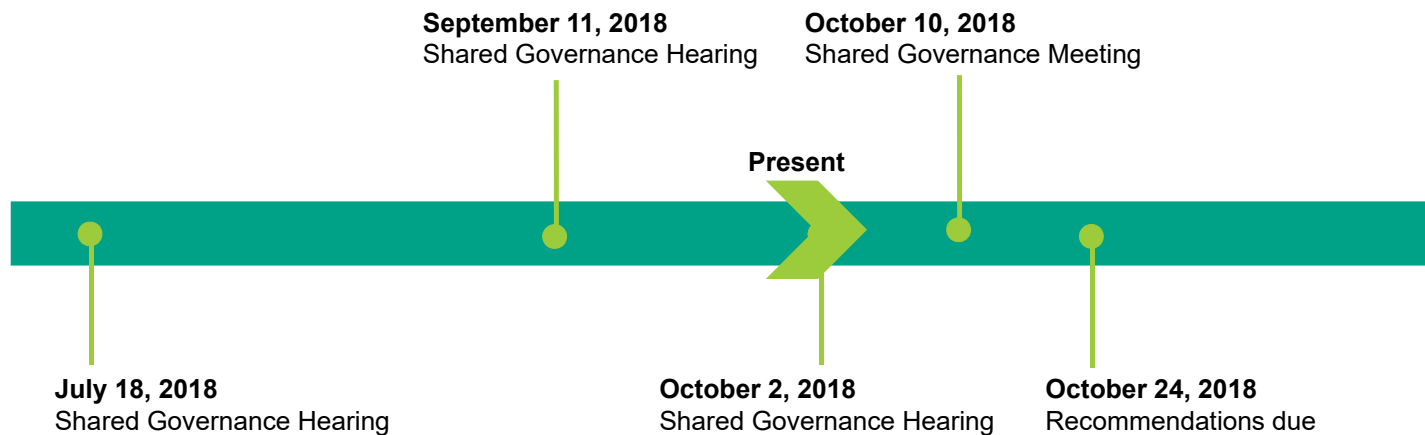 September 11, 2018
Shared Governance Hearing
October 10, 2018
Shared Governance Meeting
Present
July 18, 2018
Shared Governance Hearing
October 2, 2018
Shared Governance Hearing
October 24, 2018
Recommendations due